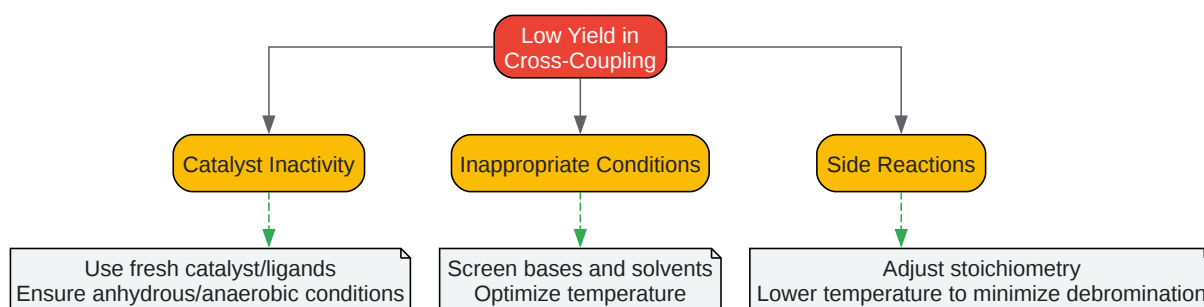 Low Yield in
Cross-Coupling
Catalyst Inactivity
Inappropriate Conditions
Side Reactions
Use fresh catalyst/ligands
Ensure anhydrous/anaerobic conditions
Screen bases and solvents
Optimize temperature
Adjust stoichiometry
Lower temperature to minimize debromination